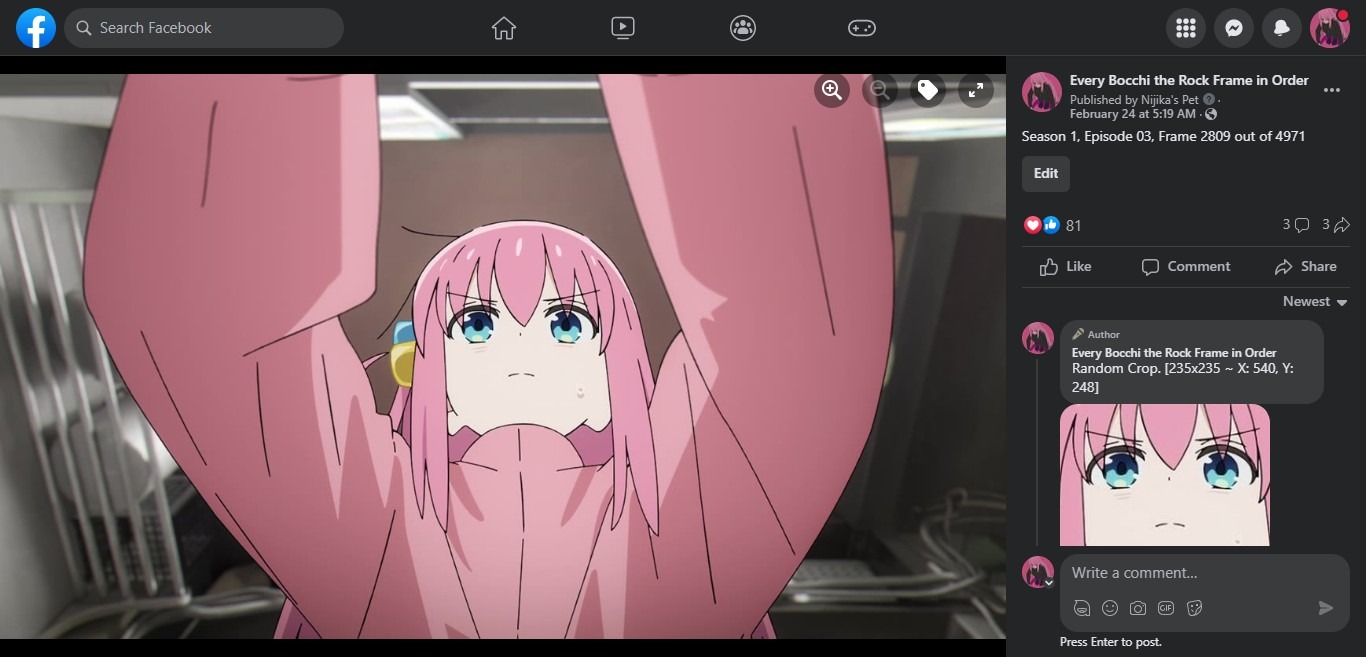 Search Facebook
Every Bocchi the Rock Frame in Order
Published by Nijika's Pet
February 24 at 5:19 AM ·
Season 1, Episode 03, Frame 2809 out of 4971
Edit
81
3
3
Like
Comment
Share
Newest
Author
Every Bocchi the Rock Frame in Order
Random Crop. [235x235 ~ X: 540, Y:
248]
Write a comment…
GIF
Press Enter to post.